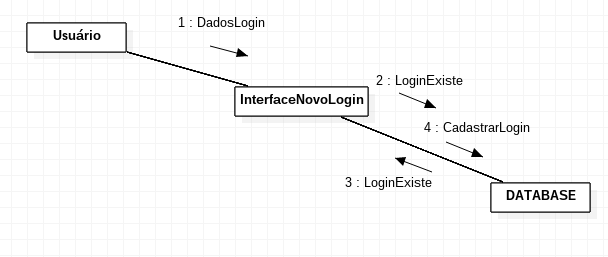 1 : DadosLogin
Usuário
2 : LoginExiste
InterfaceNovoLogin
4 : CadastrarLogin
3 : LoginExiste
DATABASE